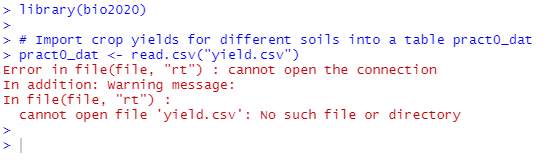 > library(bio2020)
>
> # Import crop yields for different soils into a table pract0_dat
> pract0_dat <- read.csv("yield.csv")
Error in file(file, "rt") : cannot open the connection
In addition: Warning message:
In file(file, "rt") :
  cannot open file 'yield.csv': No such file or directory
>
>